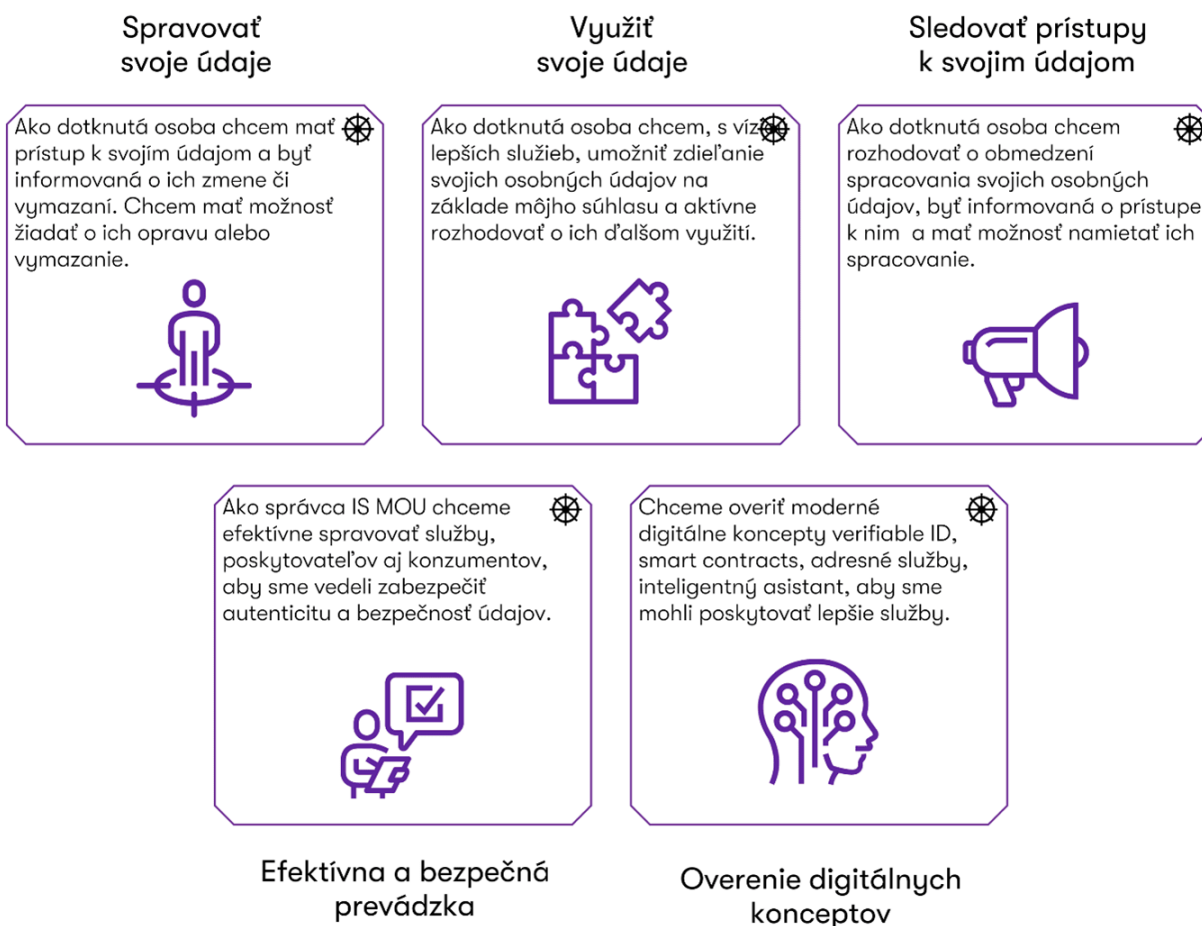 Spravovať
svoje údaje
Využiť
svoje údaje
Sledovať prístupy
k svojim údajom
Ako dotknutá osoba chcem mať
prístup k svojím údajom a byť
informovaná o ich zmene či
vymazaní. Chcem mať možnosť
žiadať o ich opravu alebo
vymazanie.
Ako dotknutá osoba chcem, s
lepších služieb, umožniť zdieľanie
svojich osobných údajov na
základe môjho súhlasu a aktívne
rozhodovať o ich ďalšom využití.
Ako dotknutá osoba chcem
rozhodovať o obmedzení
spracovania svojich osobných
údajov, byť informovaná o prístupe
k nim a mať možnosť namietať ich
spracovanie.
Ako správca IS MOU chceme
efektívne spravovať služby,
poskytovateľov aj konzumentov,
aby sme vedeli zabezpečiť
autenticitu a bezpečnosť údajov.
Chceme overiť moderné
digitálne koncepty verifiable ID,
smart contracts, adresné služby,
inteligentný asistant, aby sme
mohli poskytovať lepšie služby.
Efektívna a bezpečná
prevádzka
Overenie digitálnych
konceptov